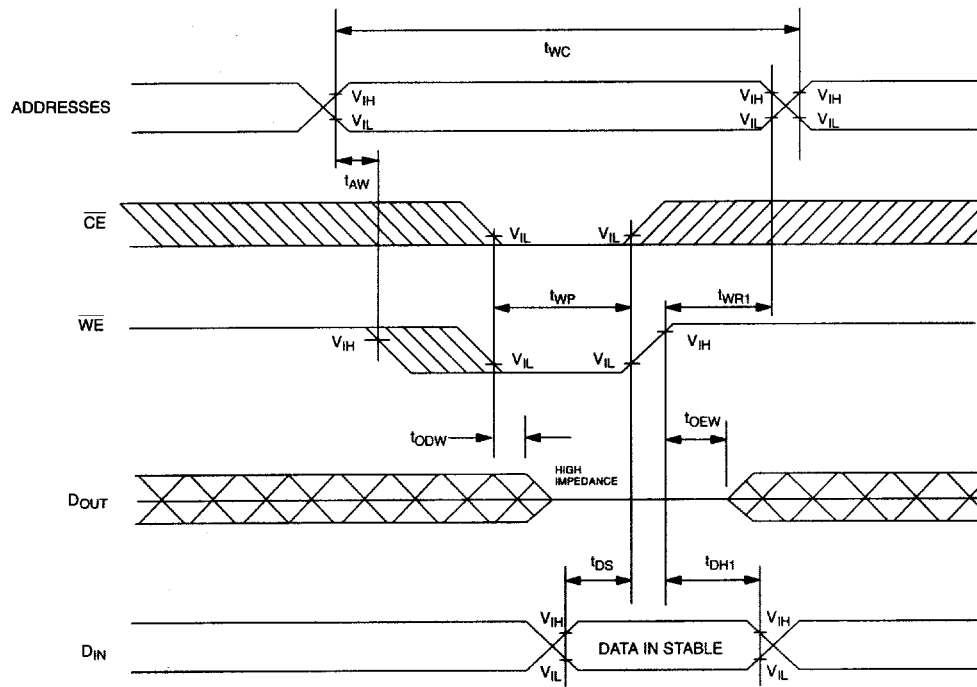 tWC
ADDRESSES
VIH VIH VIH
VIL VIL VIL
tAW
CE
VIL VIL
tWP tWR1
WE
VIH VIH
VIL VIL
tODW tOEW
HIGH
IMPEDANCE
DOUT
tDS tDH1
VIH VIH
DIN DATA IN STABLE
VIL VIL